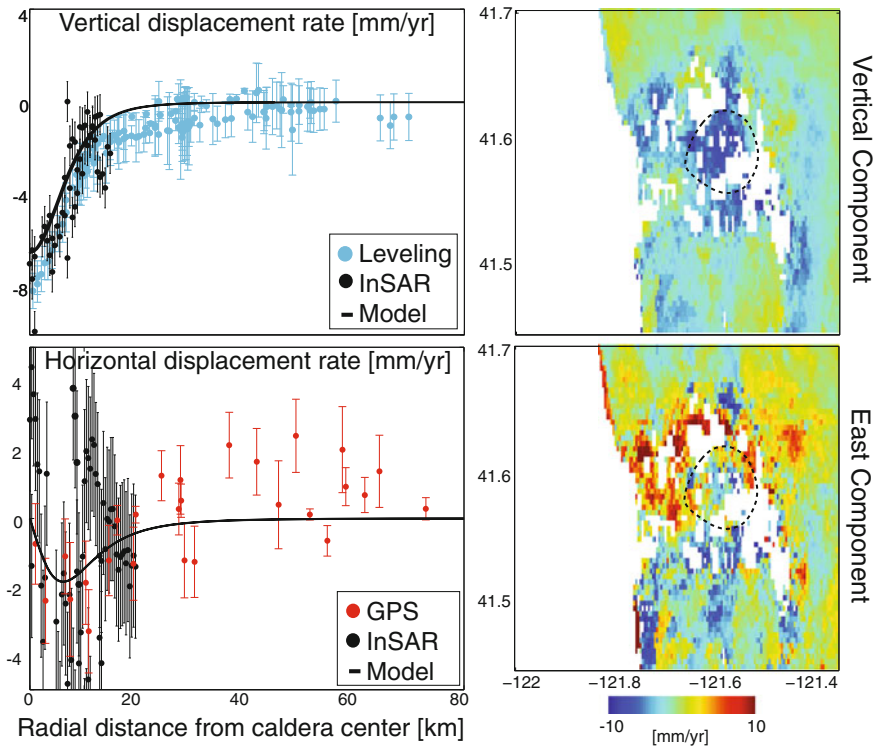 Vertical displacement rate [mm/yr]
0
-4
-8
Leveling
InSAR
Model
41.7
41.6
41.5
Vertical Component
Horizontal displacement rate [mm/yr]
4
2
0
-2
-4
GPS
InSAR
Model
0
20
40
60
80
Radial distance from caldera center [km]
41.7
41.6
41.5
East Component
−122
−121.8
−121.6
−121.4
-10
10
[mm/yr]